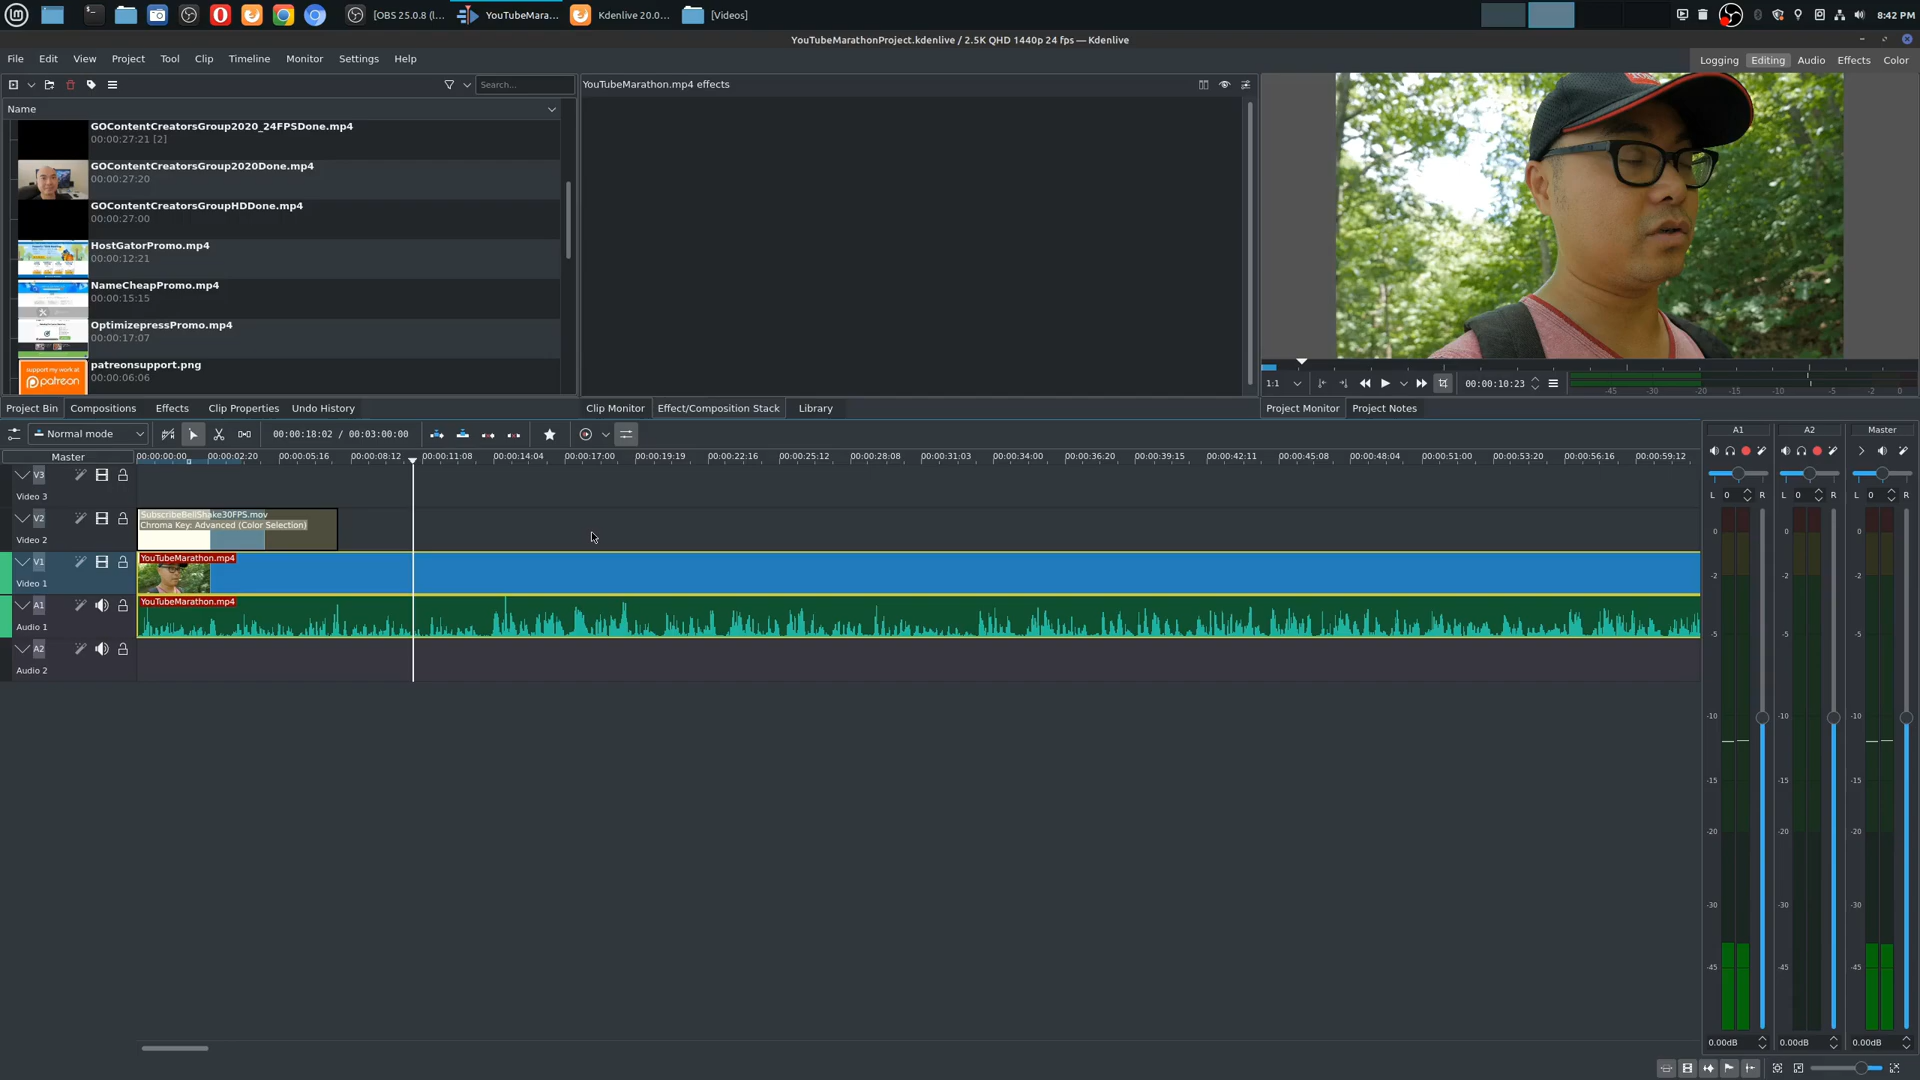 [OBS 25.0.8 (l...
YouTubeMara...
Kdenlive 20.0...
[Videos]
8:42 PM
YouTubeMarathonProject.kdenlive / 2.5K QHD 1440p 24 fps — Kdenlive
File Edit View Project Tool Clip Timeline Monitor Settings Help
Logging Editing Audio Effects Color
Search...
YouTubeMarathon.mp4 effects
Name
GOContentCreatorsGroup2020_24FPSDone.mp4
00:00:27:21 [2]
GOContentCreatorsGroup2020Done.mp4
00:00:27:20
GOContentCreatorsGroupHDDone.mp4
00:00:27:00
HostGatorPromo.mp4
00:00:12:21
NameCheapPromo.mp4
00:00:15:15
OptimizepressPromo.mp4
00:00:17:07
patreonsupport.png
00:00:06:06
support my work at
patreon
1:1
00:00:10:23
-45 -30 -20 -15 -10 -5 -2 0
Project Bin Compositions Effects Clip Properties Undo History
Clip Monitor Effect/Composition Stack Library
Project Monitor Project Notes
Normal mode
00:00:18:02 / 00:03:00:00
A1 A2 Master
Master
00:00:00:00 00:00:02:20 00:00:05:16 00:00:08:12 00:00:11:08 00:00:14:04 00:00:17:00 00:00:19:19 00:00:22:16 00:00:25:12 00:00:28:08 00:00:31:03 00:00:34:00 00:00:36:20 00:00:39:15 00:00:42:11 00:00:45:08 00:00:48:04 00:00:51:00 00:00:53:20 00:00:56:16 00:00:59:12
V3
Video 3
V2
Video 2
SubscribeBellShake30FPS.mov
Chroma Key: Advanced (Color Selection)
V1
Video 1
YouTubeMarathon.mp4
A1
Audio 1
YouTubeMarathon.mp4
A2
Audio 2
L 0 R L 0 R L 0 R
0 0 0
-2 -2 -2
-5 -5 -5
-10 -10 -10
-15 -15 -15
-20 -20 -20
-30 -30 -30
-45 -45 -45
0.00dB 0.00dB 0.00dB